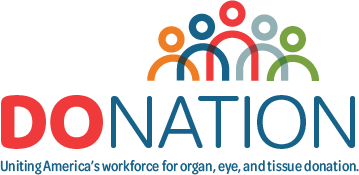 DONATION
Uniting America's workforce for organ, eye, and tissue donation.